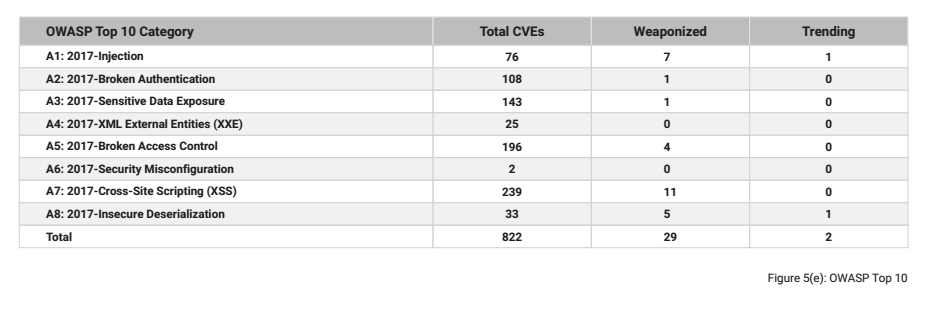 OWASP Top 10 Category Total CVEs Weaponized Trending
A1: 2017-Injection 76 7 1
A2: 2017-Broken Authentication 108 1 0
A3: 2017-Sensitive Data Exposure 143 1 0
A4: 2017-XML External Entities (XXE) 25 0 0
A5: 2017-Broken Access Control 196 4 0
A6: 2017-Security Misconfiguration 2 0 0
A7: 2017-Cross-Site Scripting (XSS) 239 11 0
A8: 2017-Insecure Deserialization 33 5 1
Total 822 29 2
Figure 5(e): OWASP Top 10